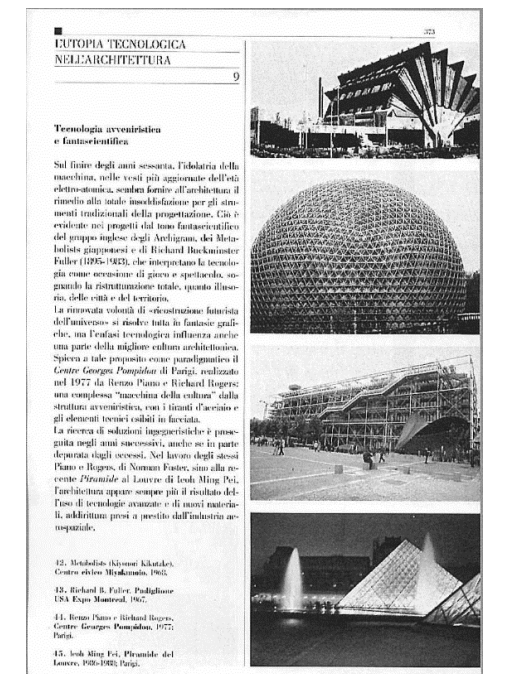 373
L'UTOPIA TECNOLOGICA
NELL'ARCHITETTURA
9
Tecnologia avveniristica
e fantascientifica
Sul finire degli anni sessanta, l'idolatria della
macchina, nelle vesti più aggiornate dell'età
elettro-atomica, sembra fornire all'architettura il
rimedio alla totale insoddisfazione per gli stru-
menti tradizionali della progettazione. Ciò è
evidente nei progetti dal tono fantascientifico
del gruppo inglese degli Archigram, dei Meta-
bolists giapponesi e di Richard Buckminster
Fuller (1895-1983), che interpretano la tecnolo-
gia come occasione di gioco e spettacolo, so-
gnando la ristrutturazione totale, quanto illuso-
ria, delle città e del territorio.
La rinnovata volontà di «ricostruzione futurista
dell'universo» si risolve tutta in fantasie grafi-
che, ma l'enfasi tecnologica influenza anche
una parte della migliore cultura architettonica.
Spicca a tale proposito come paradigmatico il
Centre Georges Pompidou di Parigi, realizzato
nel 1977 da Renzo Piano e Richard Rogers:
una complessa “macchina della cultura” dalla
struttura avveniristica, con i tiranti d'acciaio e
gli elementi tecnici esibiti in facciata.
La ricerca di soluzioni ingegneristiche è prose-
guita negli anni successivi, anche se in parte
depurata dagli eccessi. Nel lavoro degli stessi
Piano e Rogers, di Norman Foster, sino alla re-
cente Piramide al Louvre di Ieoh Ming Pei,
l'architettura appare sempre più il risultato del-
l'uso di tecnologie avanzate e di nuovi materia-
li, addirittura presi a prestito dall'industria ae-
rospaziale.
42. Metabolists (Kiyonori Kikutake),
Centro civico Miyakonojo, 1968.
43. Richard B. Fuller, Padiglione
USA Expo Montreal, 1967.
44. Renzo Piano e Richard Rogers,
Centre Georges Pompidou, 1977;
Parigi.
45. Ieoh Ming Pei, Piramide del
Louvre, 1986-1988; Parigi.